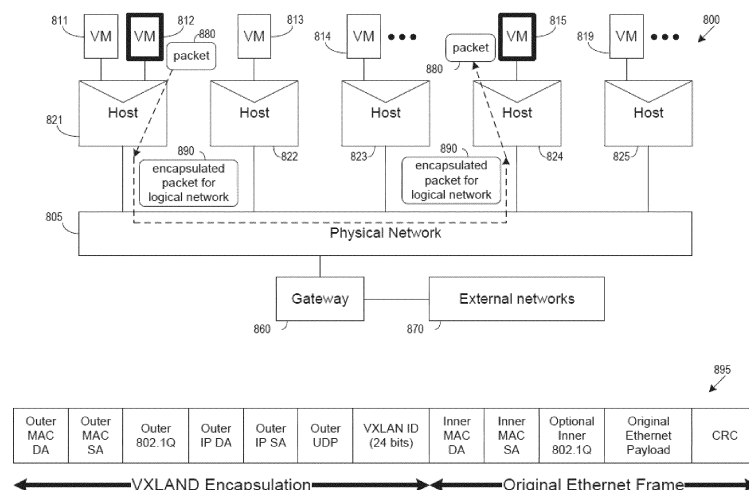 811
VM
812
VM
880
packet
813
VM
814
VM
packet
880
815
VM
819
VM
800
821
Host
Host
822
Host
823
Host
824
Host
825
890
encapsulated
packet for
logical network
890
encapsulated
packet for
logical network
805
Physical Network
Gateway
860
External networks
870
895
Outer
MAC
DA
Outer
MAC
SA
Outer
802.1Q
Outer
IP DA
Outer
IP SA
Outer
UDP
VXLAN ID
(24 bits)
Inner
MAC
DA
Inner
MAC
SA
Optional
Inner
802.1Q
Original
Ethernet
Payload
CRC
VXLAND Encapsulation
Original Ethernet Frame